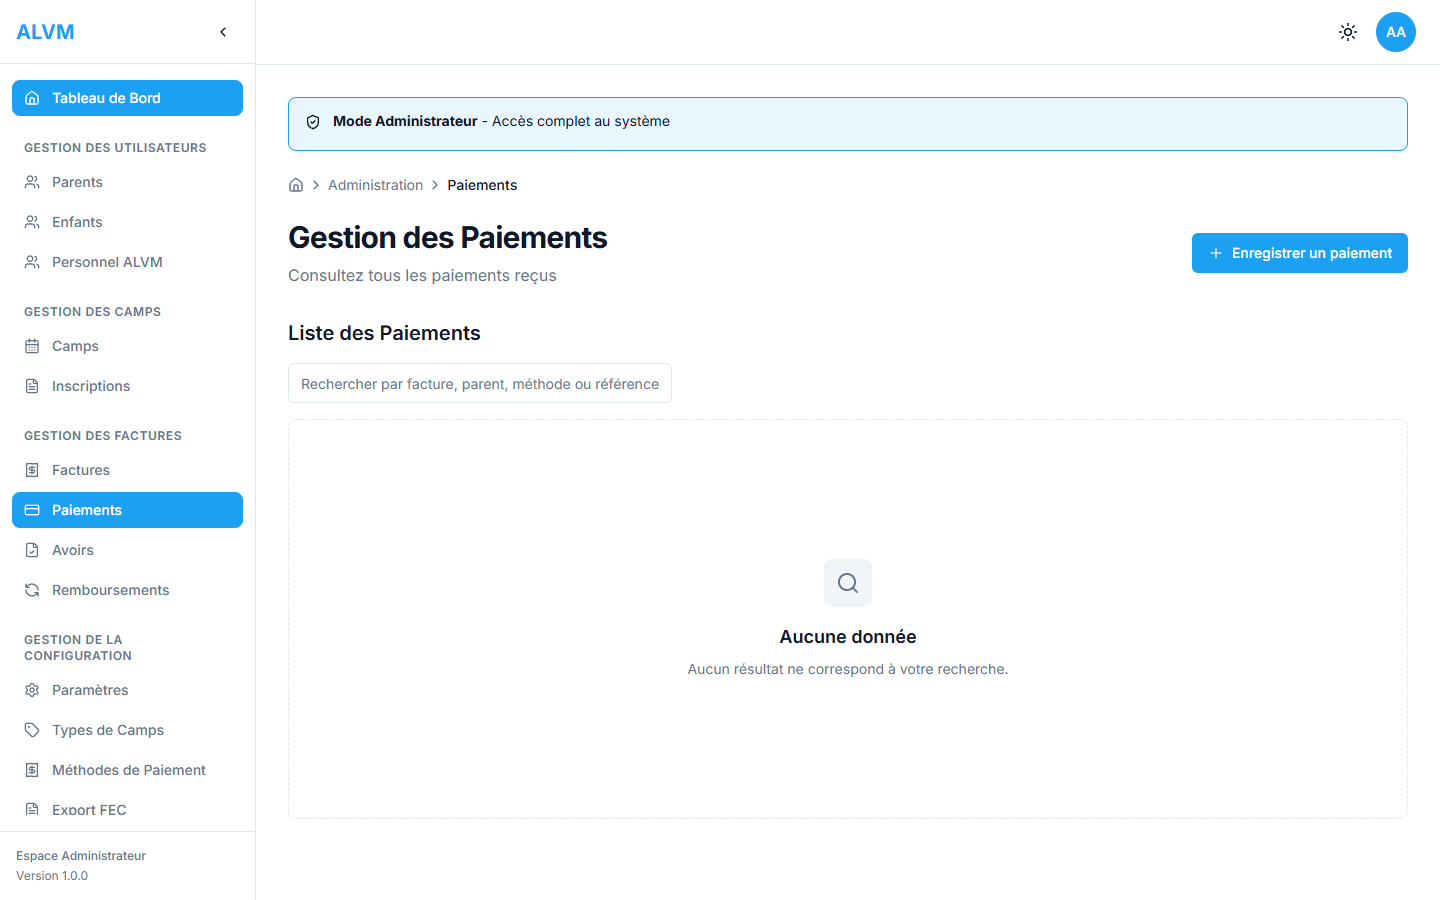 ALVM
AA
Tableau de Bord
GESTION DES UTILISATEURS
Parents
Enfants
Personnel ALVM
GESTION DES CAMPS
Camps
Inscriptions
GESTION DES FACTURES
Factures
Paiements
Avoirs
Remboursements
GESTION DE LA
CONFIGURATION
Paramètres
Types de Camps
Méthodes de Paiement
Export FEC
Espace Administrateur
Version 1.0.0
Mode Administrateur - Accès complet au système
Administration
Paiements
Gestion des Paiements
Consultez tous les paiements reçus
Enregistrer un paiement
Liste des Paiements
Rechercher par facture, parent, méthode ou référence
Aucune donnée
Aucun résultat ne correspond à votre recherche.